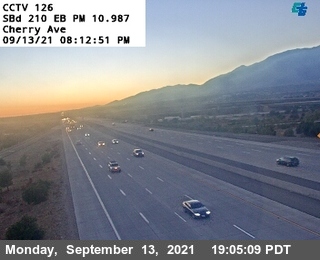 CCTV 126
SBd 210 EB PM 10.987
Cherry Ave
09/13/21 08:12:51 PM
Monday, September 13, 2021 19:05:09 PDT